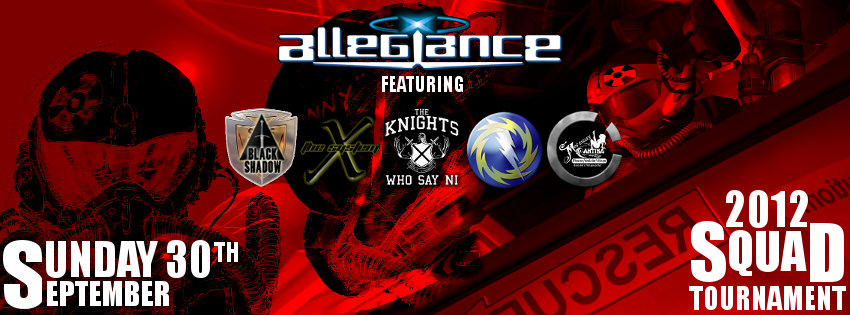 allegiance
FEATURING
BLACK
SHADOW
X
THE
KNIGHTS
WHO SAY NI
SUNDAY 30TH
SEPTEMBER
2012
SQUAD
TOURNAMENT
RESCUE